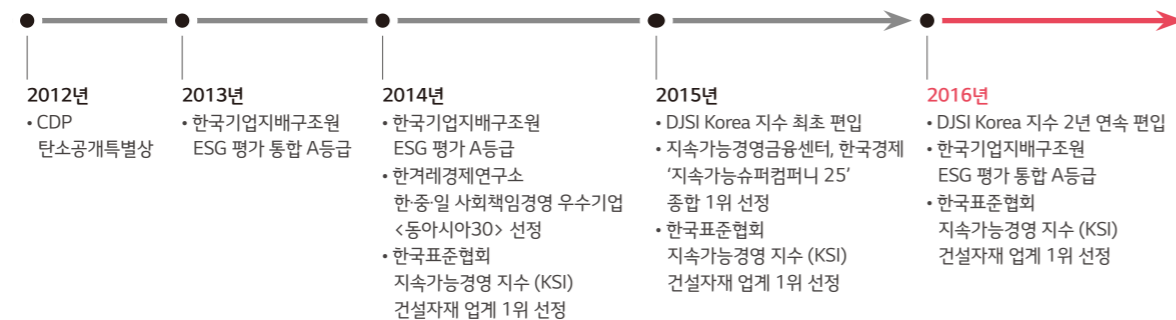 2012년
• CDP
탄소공개특별상
2013년
• 한국기업지배구조원
ESG 평가 통합 A등급
2014년
• 한국기업지배구조원
ESG 평가 A등급
• 한겨레경제연구소
한·중·일 사회책임경영 우수기업
<동아시아30> 선정
• 한국표준협회
지속가능경영 지수 (KSI)
건설자재 업계 1위 선정
2015년
• DJSI Korea 지수 최초 편입
• 지속가능경영금융센터, 한국경제
‘지속가능슈퍼컴퍼니 25’
종합 1위 선정
• 한국표준협회
지속가능경영 지수 (KSI)
건설자재 업계 1위 선정
2016년
• DJSI Korea 지수 2년 연속 편입
• 한국기업지배구조원
ESG 평가 통합 A등급
• 한국표준협회
지속가능경영 지수 (KSI)
건설자재 업계 1위 선정